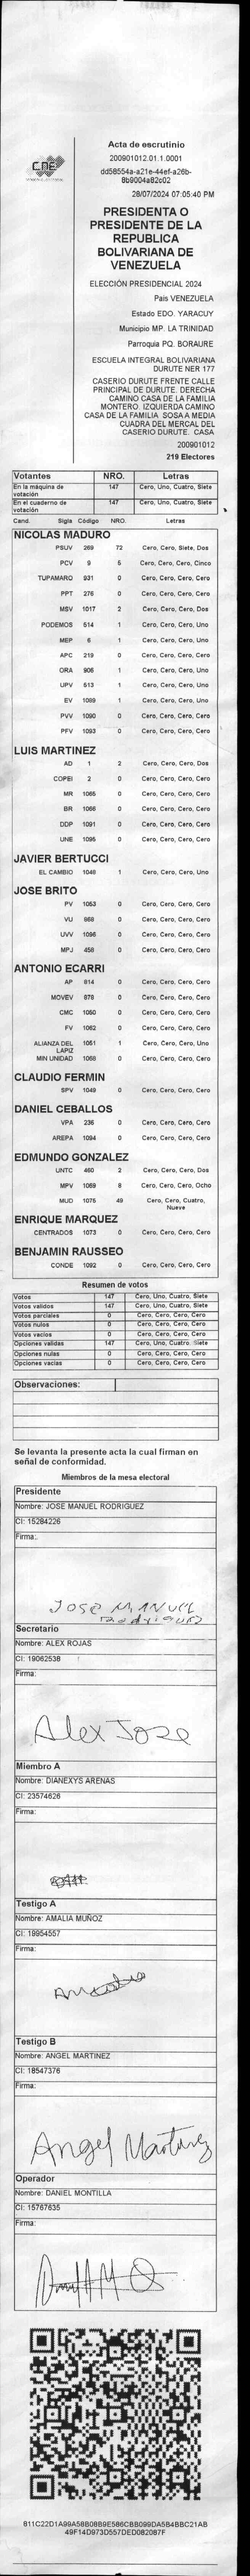 CNE
Acta de escrutinio
200901012.01.1.0001
dd58554a-a21e-44ef-a26b-
8b9004a82c02
28/07/2024 07:05:40 PM
PRESIDENTA O
PRESIDENTE DE LA
REPUBLICA
BOLIVARIANA DE
VENEZUELA
ELECCIÓN PRESIDENCIAL 2024
País VENEZUELA
Estado EDO. YARACUY
Municipio MP. LA TRINIDAD
Parroquia PQ. BORAURE
ESCUELA INTEGRAL BOLIVARIANA
DURUTE NER 177
CASERIO DURUTE FRENTE CALLE
PRINCIPAL DE DURUTE. DERECHA
CAMINO CASA DE LA FAMILIA
MONTERO. IZQUIERDA CAMINO
CASA DE LA FAMILIA SOSA A MEDIA
CUADRA DEL MERCAL DEL
CASERIO DURUTE. CASA
200901012
219 Electores
Votantes NRO. Letras
En la máquina de votación 147 Cero, Uno, Cuatro, Siete
En el cuaderno de votación 147 Cero, Uno, Cuatro, Siete
Cand. Sigla Código NRO. Letras
NICOLAS MADURO
PSUV 269 72 Cero, Cero, Siete, Dos
PCV 9 5 Cero, Cero, Cero, Cinco
TUPAMARO 931 0 Cero, Cero, Cero, Cero
PPT 276 0 Cero, Cero, Cero, Cero
MSV 1017 2 Cero, Cero, Cero, Dos
PODEMOS 514 1 Cero, Cero, Cero, Uno
MEP 6 1 Cero, Cero, Cero, Uno
APC 219 0 Cero, Cero, Cero, Cero
ORA 906 1 Cero, Cero, Cero, Uno
UPV 513 1 Cero, Cero, Cero, Uno
EV 1089 1 Cero, Cero, Cero, Uno
PVV 1090 0 Cero, Cero, Cero, Cero
PFV 1093 0 Cero, Cero, Cero, Cero
LUIS MARTINEZ
AD 1 2 Cero, Cero, Cero, Dos
COPEI 2 0 Cero, Cero, Cero, Cero
MR 1065 0 Cero, Cero, Cero, Cero
BR 1066 0 Cero, Cero, Cero, Cero
DDP 1091 0 Cero, Cero, Cero, Cero
UNE 1095 0 Cero, Cero, Cero, Cero
JAVIER BERTUCCI
EL CAMBIO 1048 1 Cero, Cero, Cero, Uno
JOSE BRITO
PV 1053 0 Cero, Cero, Cero, Cero
VU 968 0 Cero, Cero, Cero, Cero
UVV 1096 0 Cero, Cero, Cero, Cero
MPJ 458 0 Cero, Cero, Cero, Cero
ANTONIO ECARRI
AP 814 0 Cero, Cero, Cero, Cero
MOVEV 978 0 Cero, Cero, Cero, Cero
CMC 1050 0 Cero, Cero, Cero, Cero
FV 1062 0 Cero, Cero, Cero, Cero
ALIANZA DEL LAPIZ 1051 1 Cero, Cero, Cero, Uno
MIN UNIDAD 1068 0 Cero, Cero, Cero, Cero
CLAUDIO FERMIN
SPV 1049 0 Cero, Cero, Cero, Cero
DANIEL CEBALLOS
VPA 236 0 Cero, Cero, Cero, Cero
AREPA 1094 0 Cero, Cero, Cero, Cero
EDMUNDO GONZALEZ
UNTC 460 2 Cero, Cero, Cero, Dos
MPV 1059 8 Cero, Cero, Cero, Ocho
MUD 1075 49 Cero, Cero, Cuatro, Nueve
ENRIQUE MARQUEZ
CENTRADOS 1073 0 Cero, Cero, Cero, Cero
BENJAMIN RAUSSEO
CONDE 1092 0 Cero, Cero, Cero, Cero
Resumen de votos
Votos 147 Cero, Uno, Cuatro, Siete
Votos validos 147 Cero, Uno, Cuatro, Siete
Votos parciales 0 Cero, Cero, Cero, Cero
Votos nulos 0 Cero, Cero, Cero, Cero
Votos vacios 0 Cero, Cero, Cero, Cero
Opciones validas 147 Cero, Uno, Cuatro, Siete
Opciones nulas 0 Cero, Cero, Cero, Cero
Opciones vacias 0 Cero, Cero, Cero, Cero
Observaciones:
Se levanta la presente acta la cual firman en
señal de conformidad.
Miembros de la mesa electoral
Presidente
Nombre: JOSE MANUEL RODRIGUEZ
CI: 15284226
Firma:
JOSE MANUEL
Rodriguez
Secretario
Nombre: ALEX ROJAS
CI: 19062538
Firma:
Alex Jose
Miembro A
Nombre: DIANEXYS ARENAS
CI: 23574626
Firma:
Testigo A
Nombre: AMALIA MUÑOZ
CI: 19954557
Firma:
Testigo B
Nombre: ANGEL MARTINEZ
CI: 18547376
Firma:
Angel Martinez
Operador
Nombre: DANIEL MONTILLA
CI: 15767635
Firma:
811C22D1A99A58B08B9E586CBB099DA5B4BBC21AB
49F14D973D557DED082087F